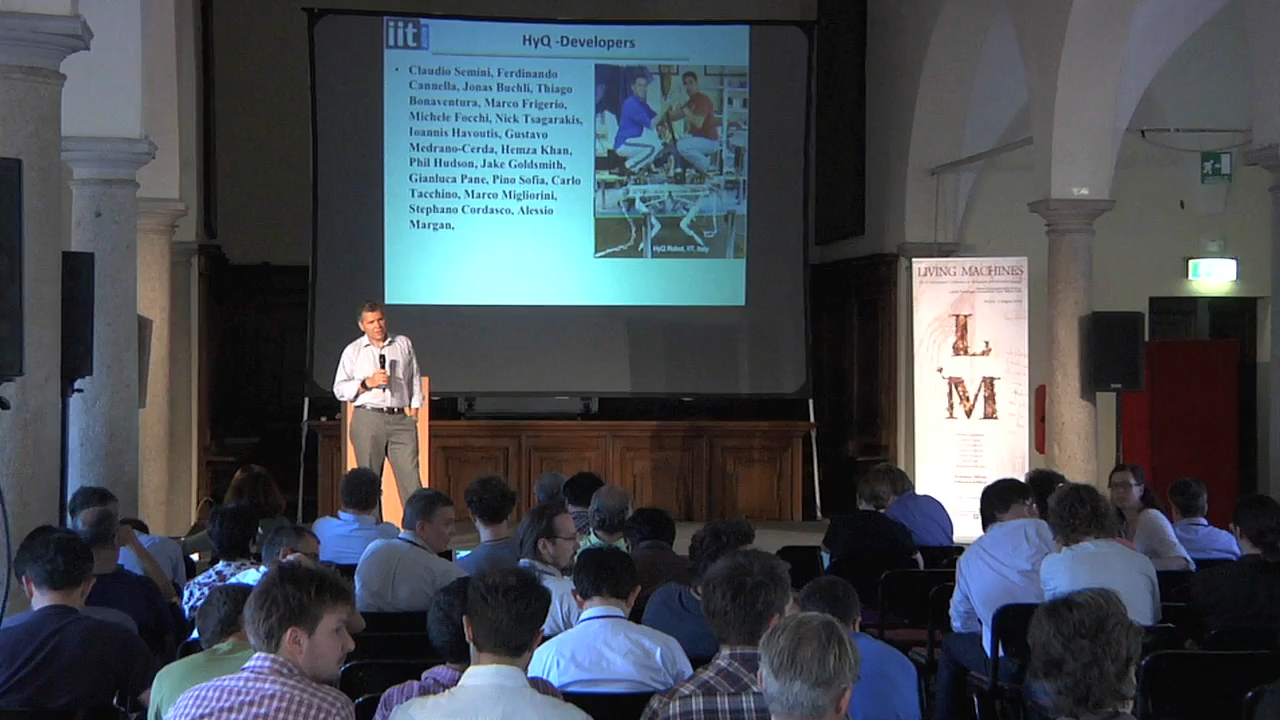 iit
HyQ -Developers
• Claudio Semini, Ferdinando
Cannella, Jonas Buchli, Thiago
Bonaventura, Marco Frigerio,
Michele Focchi, Nick Tsagarakis,
Ioannis Havoutis, Gustavo
Medrano-Cerda, Hemza Khan,
Phil Hudson, Jake Goldsmith,
Gianluca Pane, Pino Sofia, Carlo
Tacchino, Marco Migliorini,
Stephano Cordasco, Alessio
Margan,
HyQ Robot, IIT, Italy
LIVING MACHINES
L
M